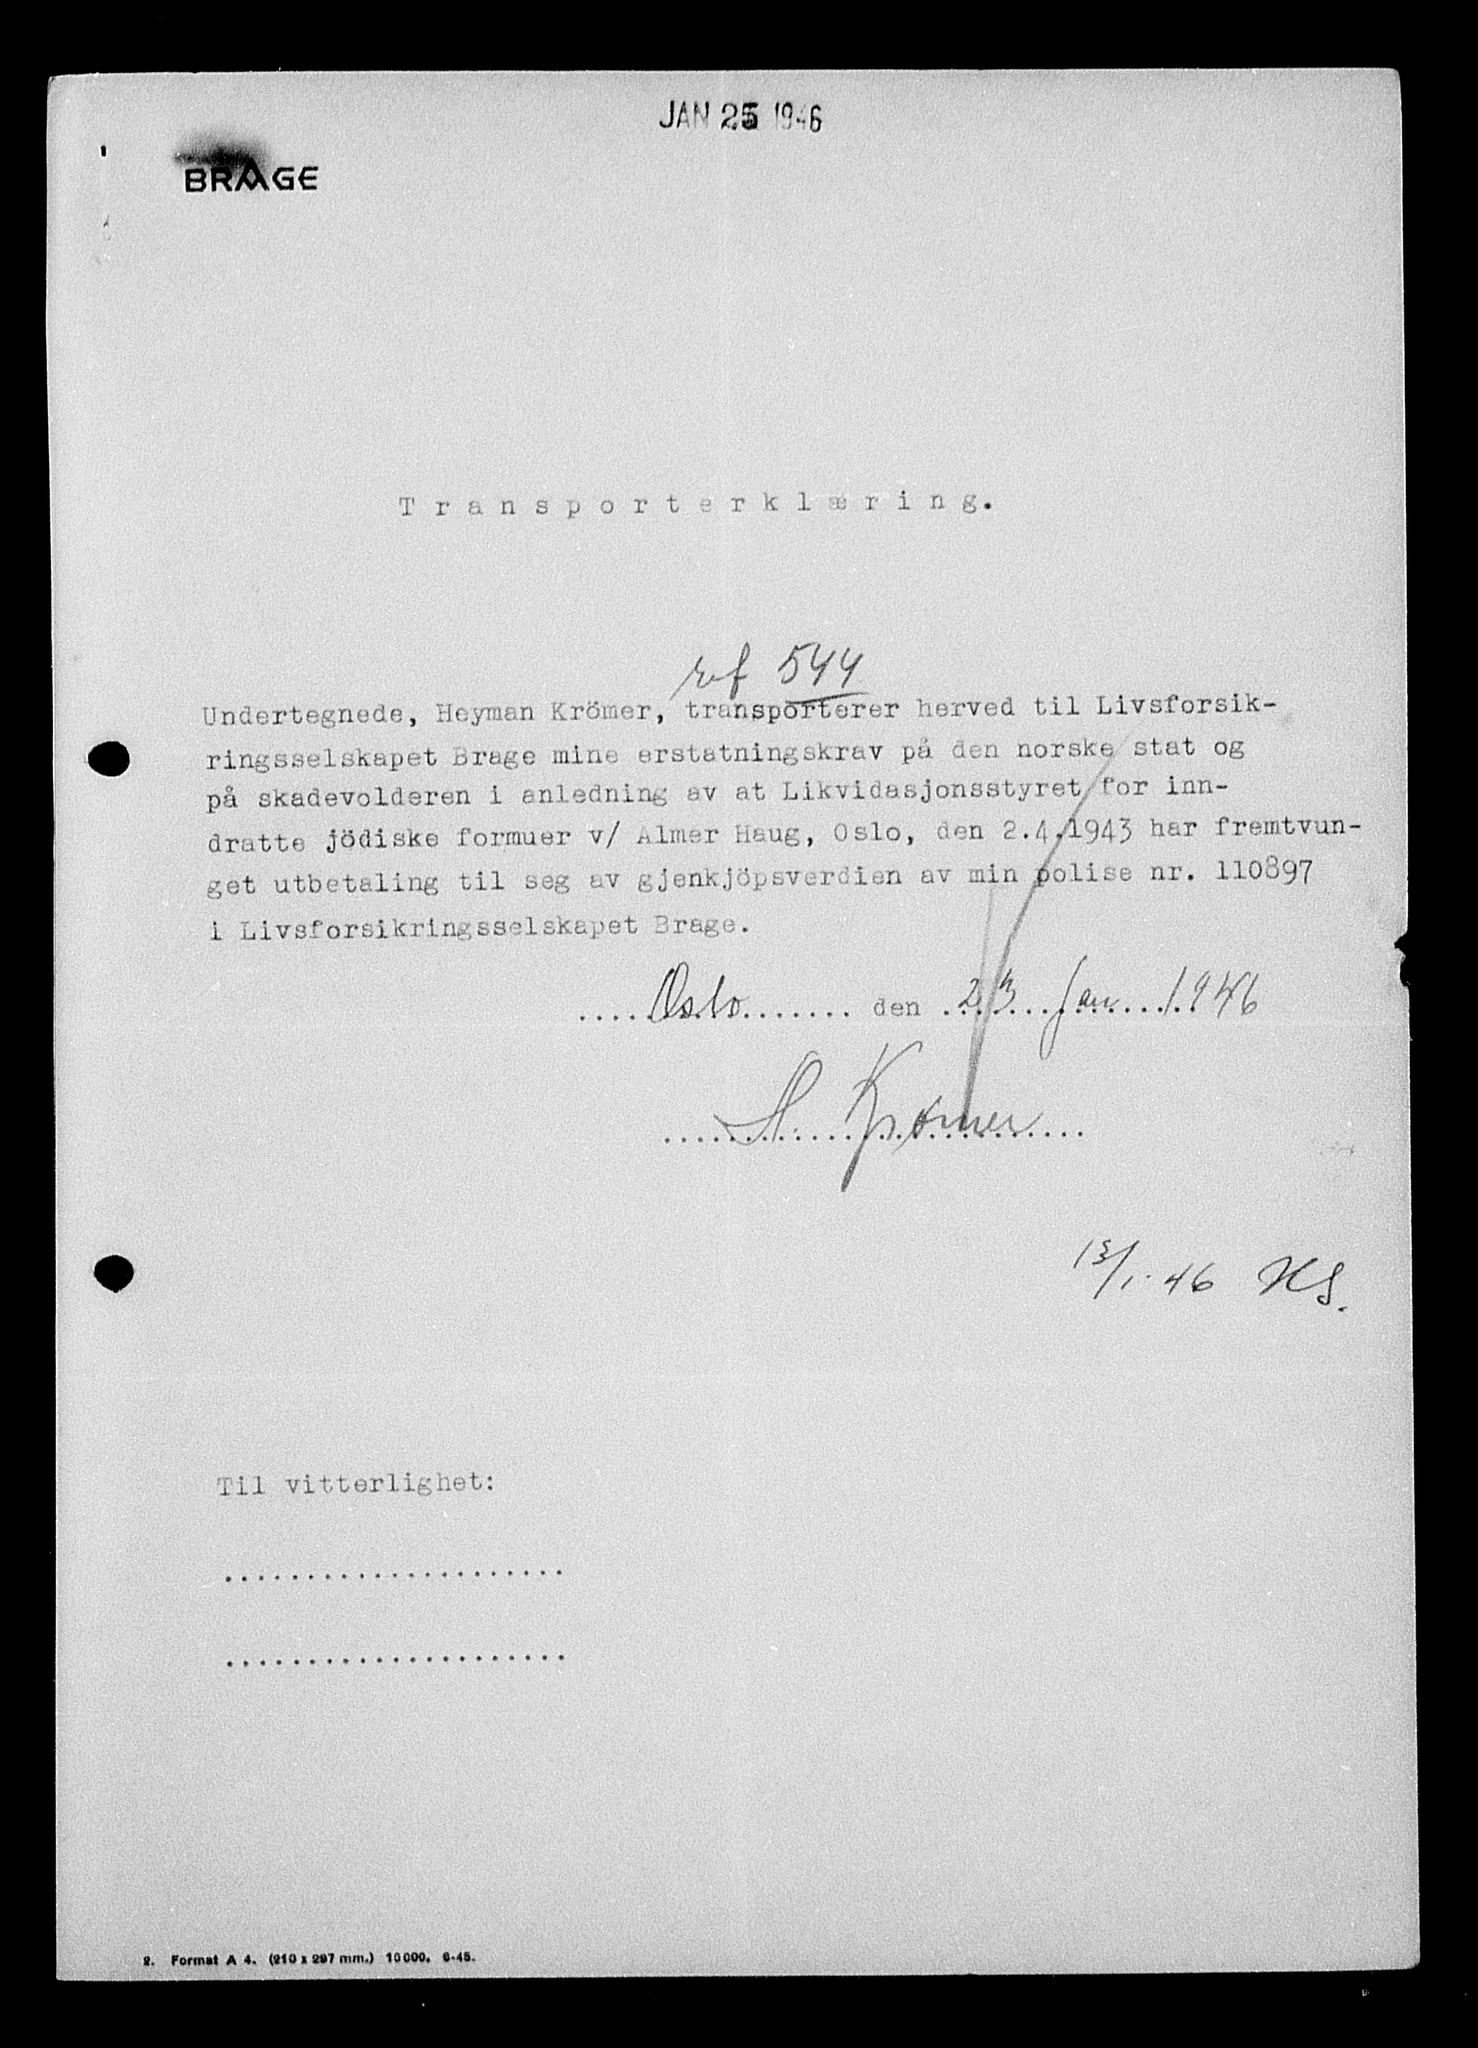 JAN 25 1946
BRAGE
Transporterklæring.
ref 544
Undertegnede, Heyman Krömer, transporterer herved til Livsforsik-
ringsselskapet Brage mine erstatningskrav på den norske stat og
på skadevolderen i anledning av at Likvidasjonsstyret for inn-
dratte jödiske formuer v/ Almer Haug, Oslo, den 2.4.1943 har fremtvun-
get utbetaling til seg av gjenkjöpsverdien av min polise nr. 110897
i Livsforsikringsselskapet Brage.
Oslo den 23 Jan 1946
H. Krömer
/1.46
Til vitterlighet:
2. Format A 4. (210 x 297 mm.) 10 000. 6-45.